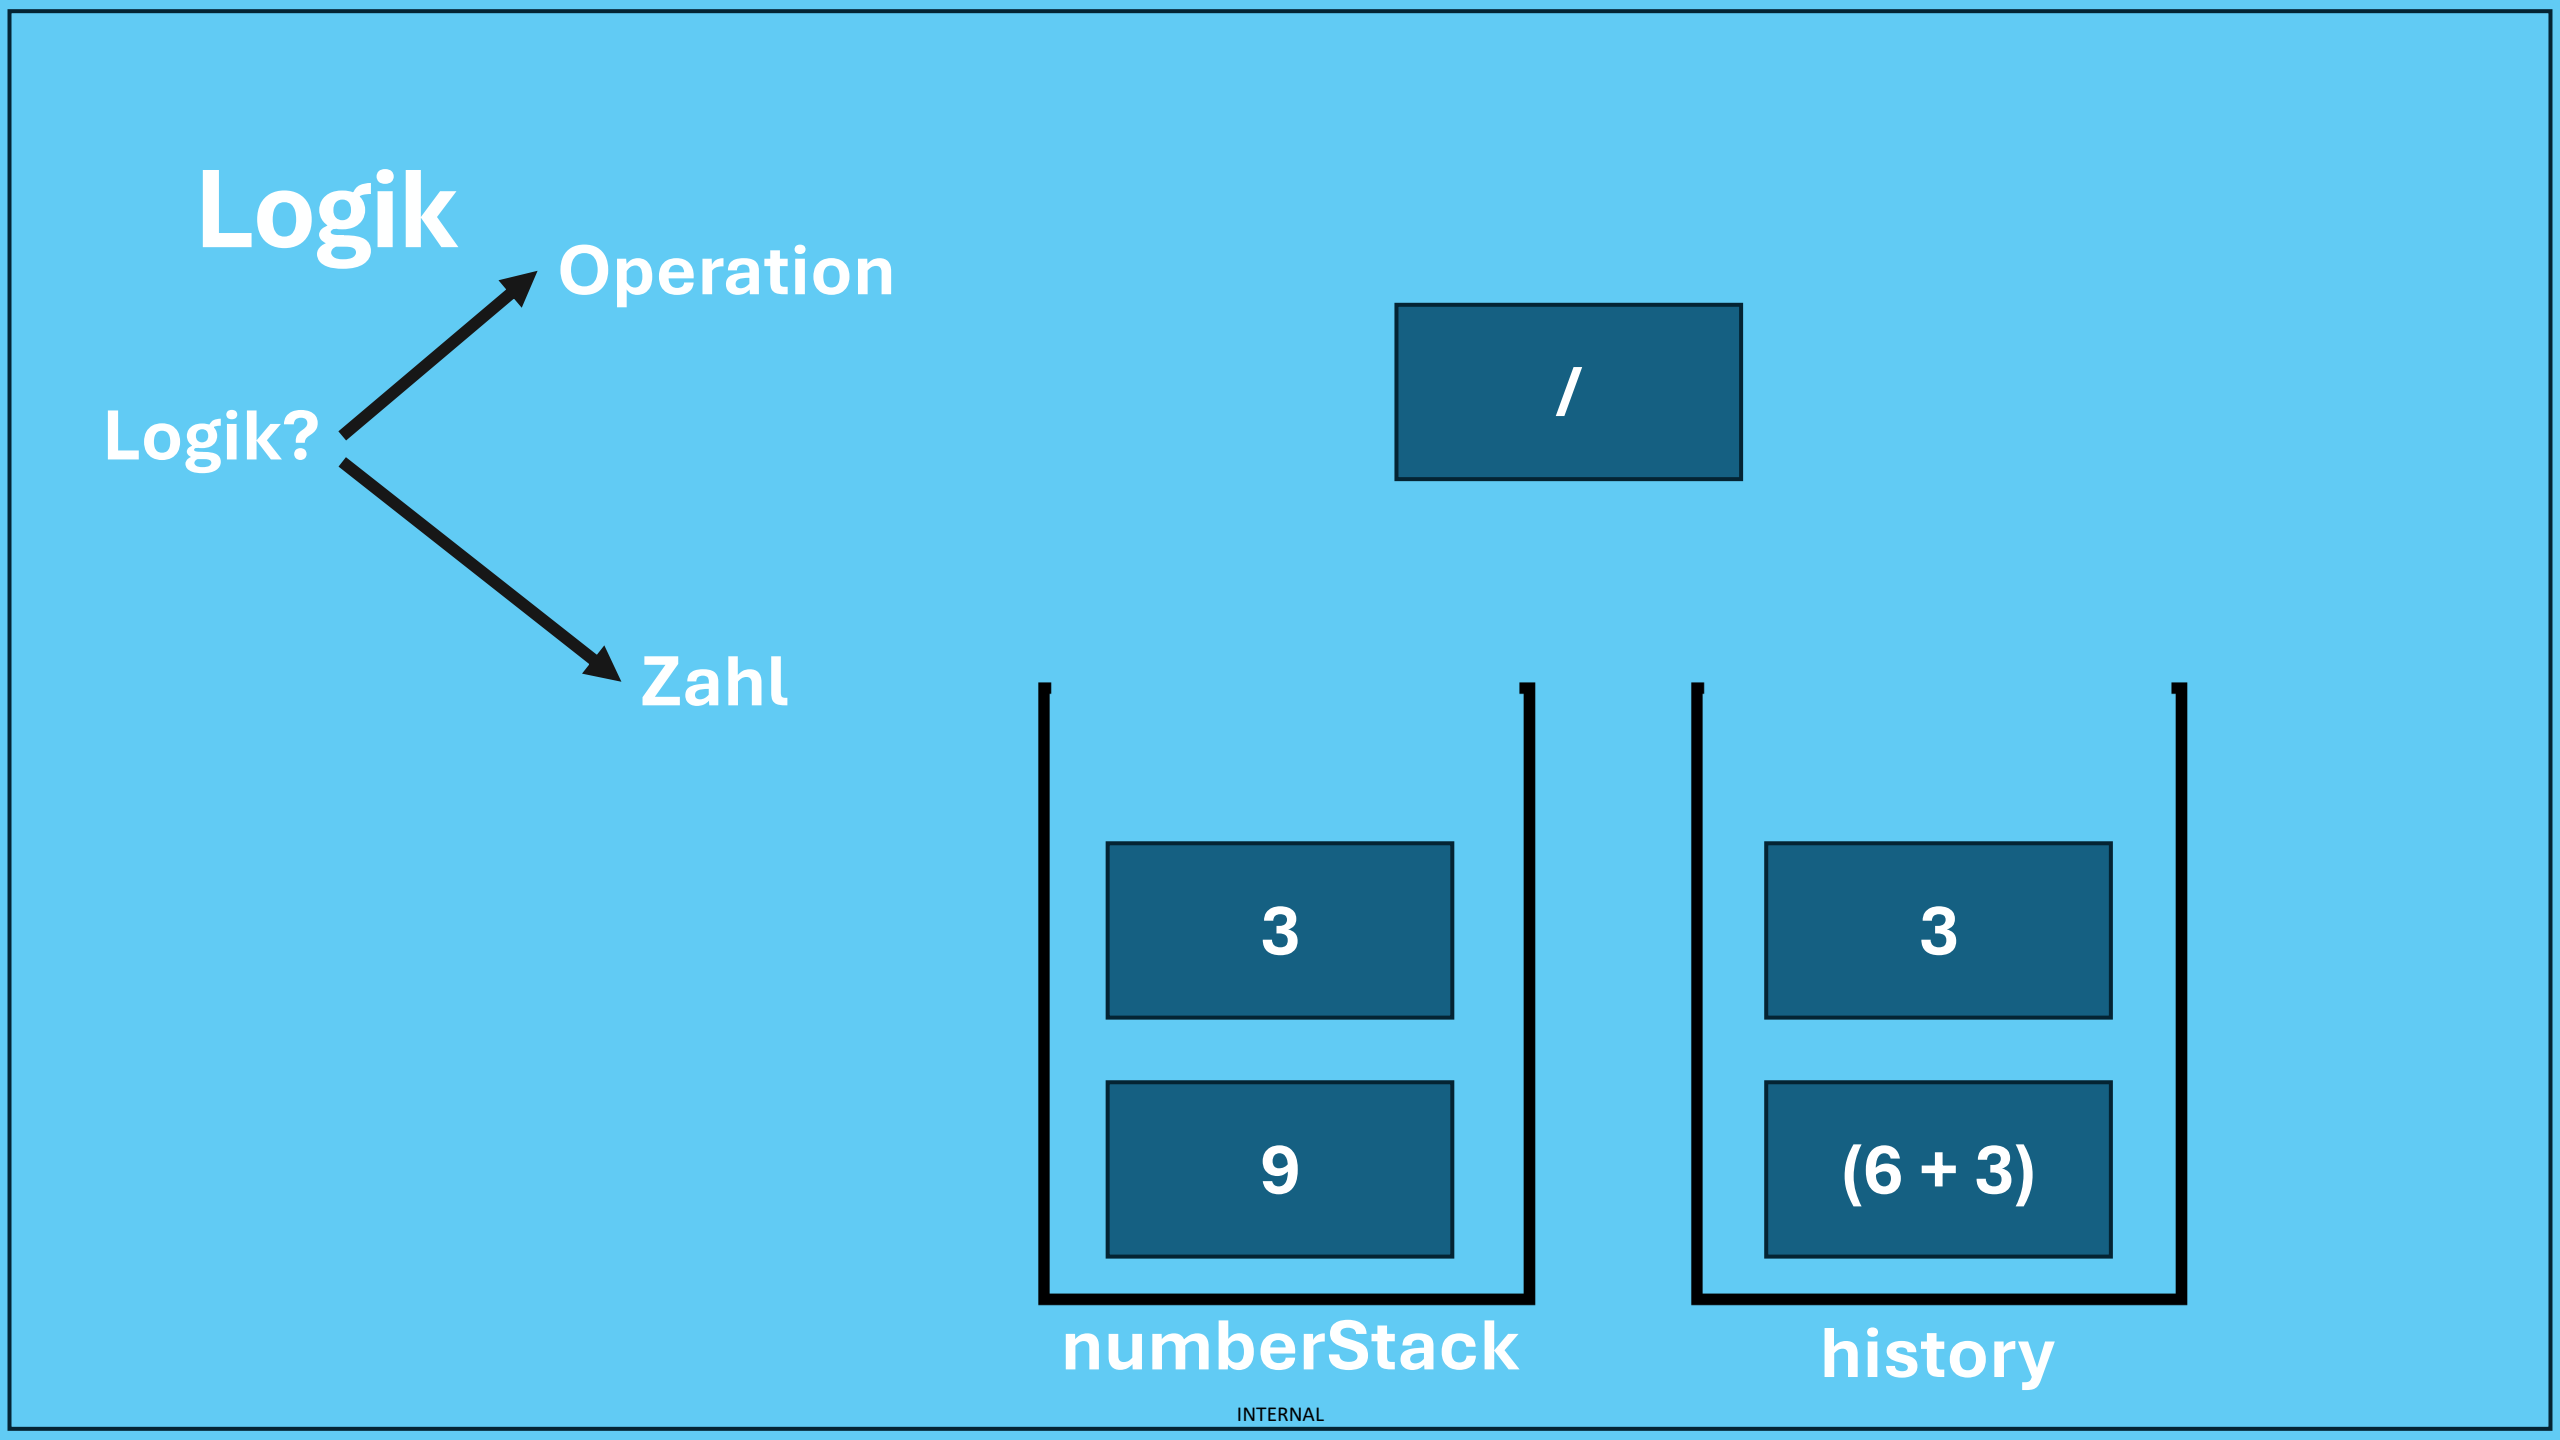 Logik
Operation
Logik?
Zahl
/
3
9
numberStack
3
(6 + 3)
history
INTERNAL